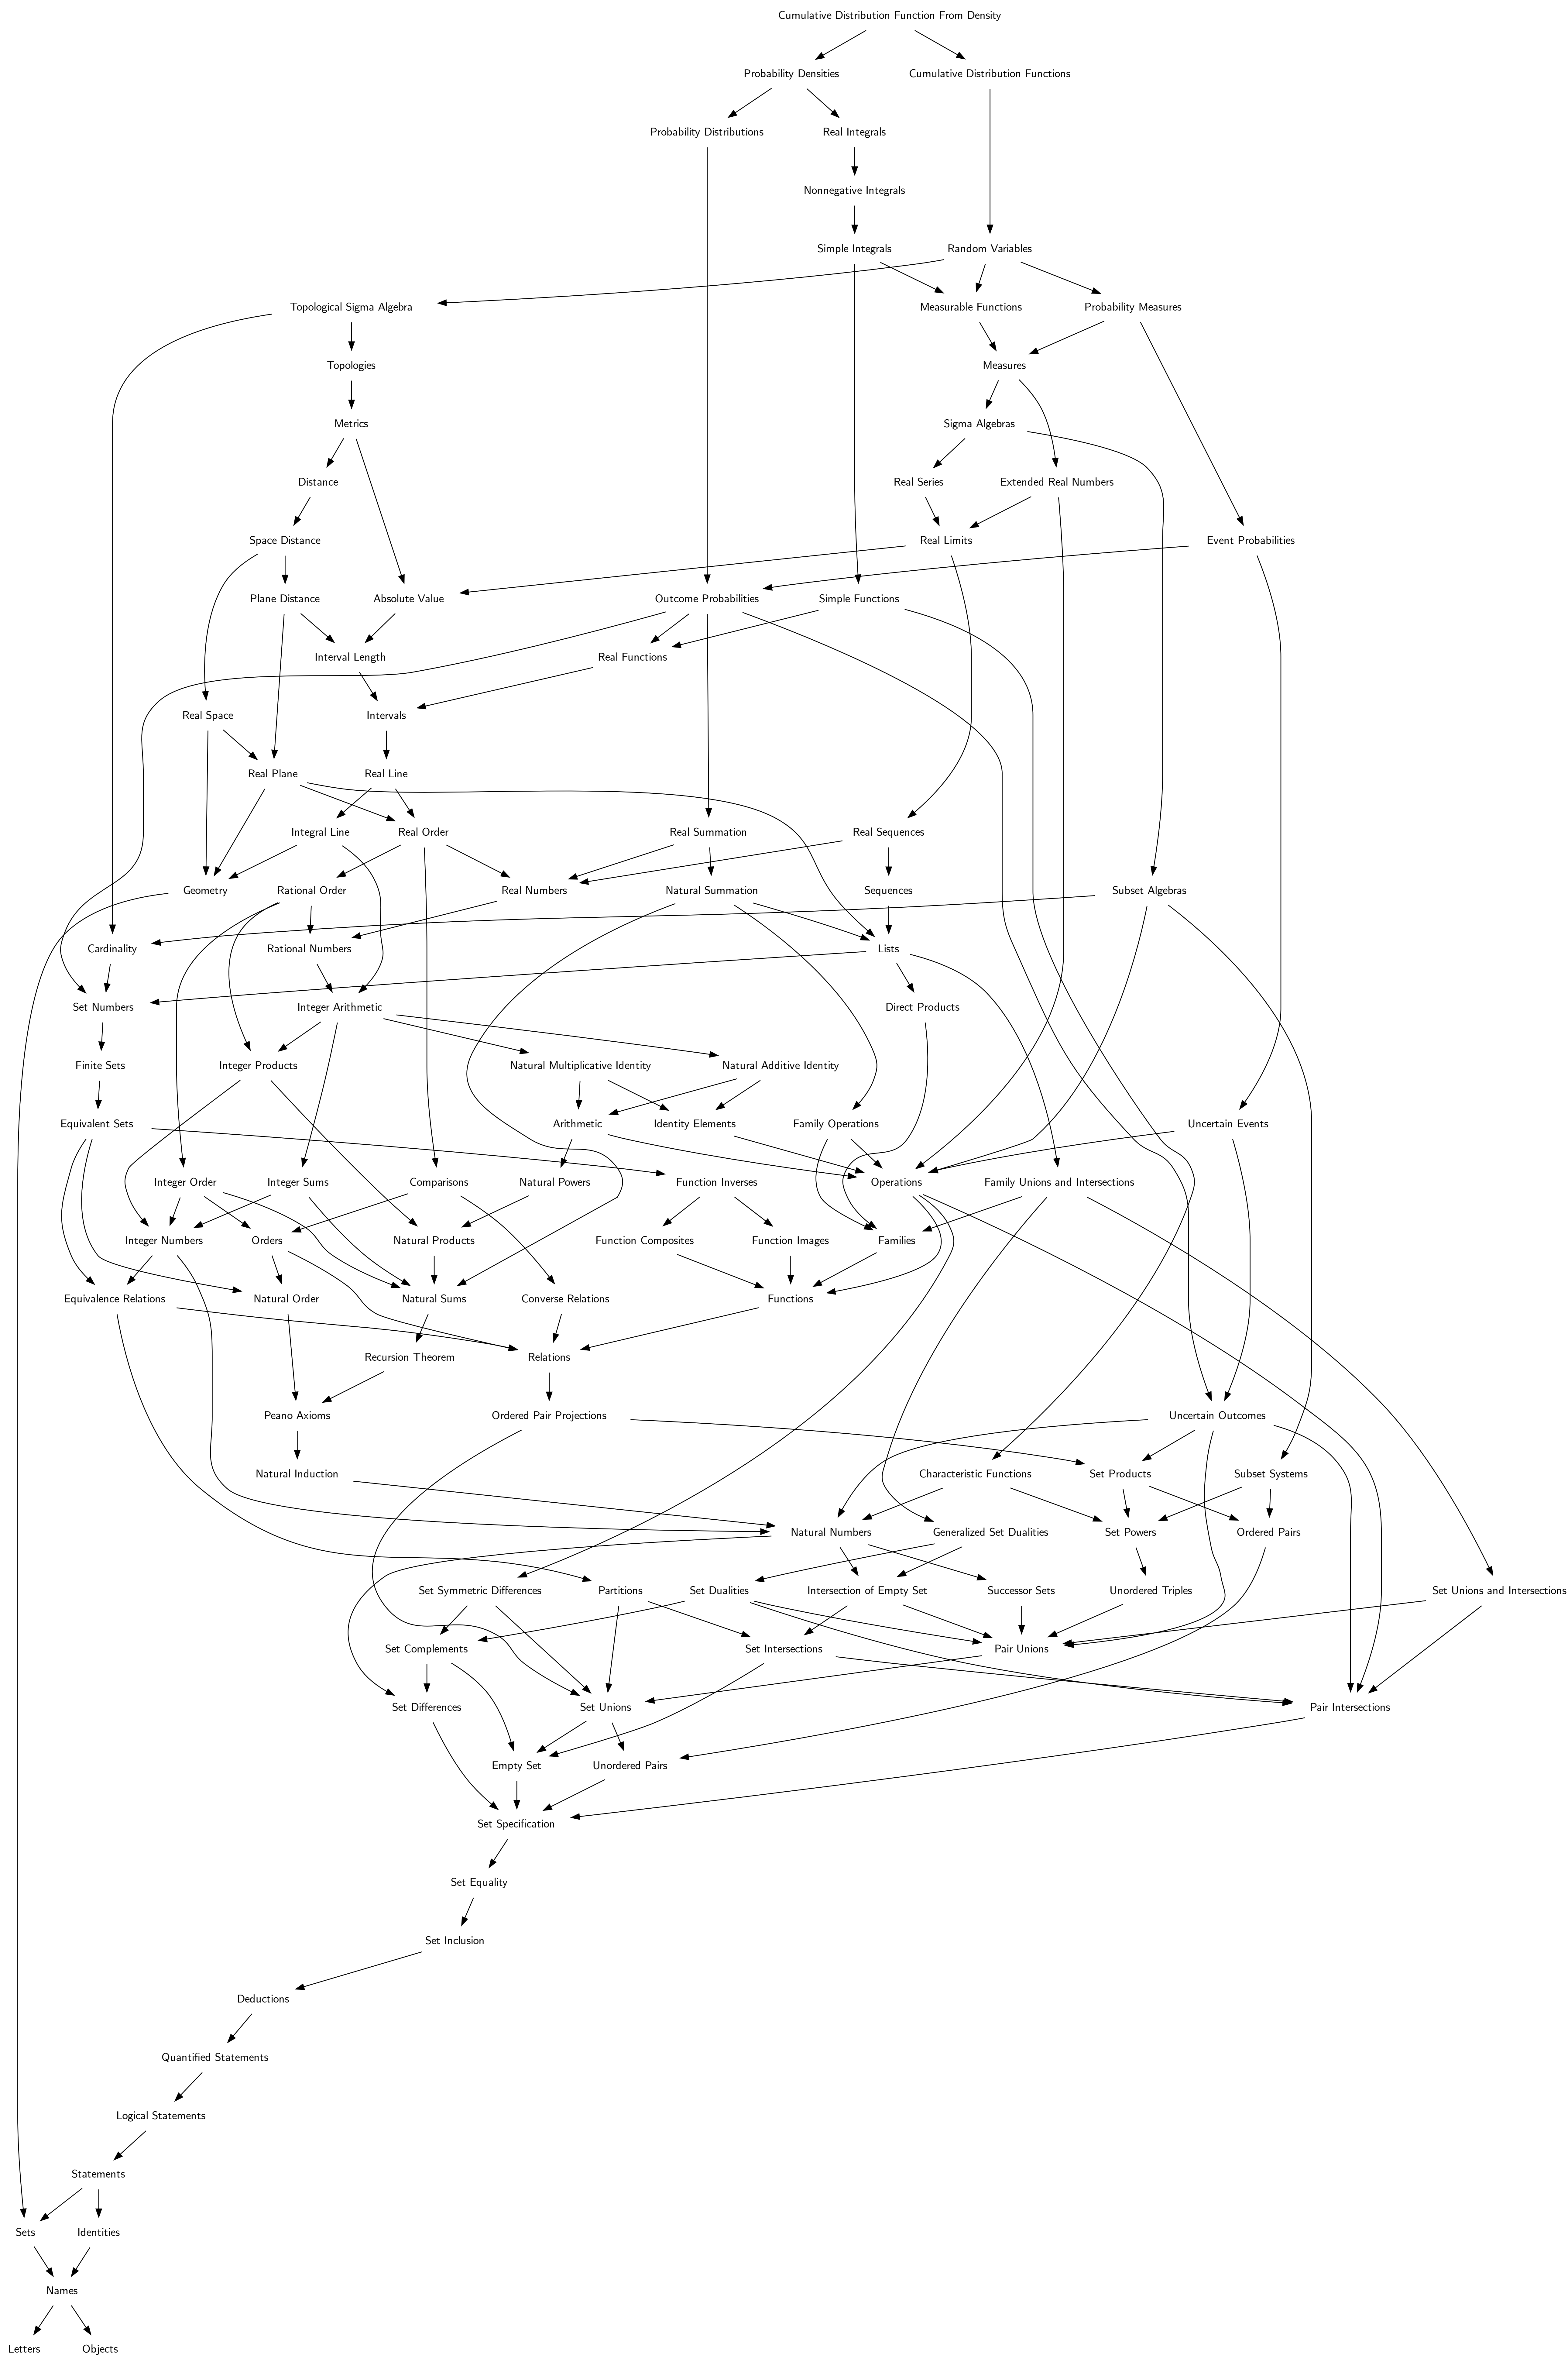 Cumulative Distribution Function From Density
Probability Densities
Cumulative Distribution Functions
Probability Distributions
Real Integrals
Nonnegative Integrals
Simple Integrals
Random Variables
Topological Sigma Algebra
Measurable Functions
Probability Measures
Topologies
Measures
Metrics
Sigma Algebras
Distance
Real Series
Extended Real Numbers
Space Distance
Real Limits
Event Probabilities
Plane Distance
Absolute Value
Outcome Probabilities
Simple Functions
Interval Length
Real Functions
Real Space
Intervals
Real Plane
Real Line
Integral Line
Real Order
Real Summation
Real Sequences
Geometry
Rational Order
Real Numbers
Natural Summation
Sequences
Subset Algebras
Cardinality
Rational Numbers
Lists
Set Numbers
Integer Arithmetic
Direct Products
Finite Sets
Integer Products
Natural Multiplicative Identity
Natural Additive Identity
Equivalent Sets
Arithmetic
Identity Elements
Family Operations
Uncertain Events
Integer Order
Integer Sums
Comparisons
Natural Powers
Function Inverses
Operations
Family Unions and Intersections
Integer Numbers
Orders
Natural Products
Function Composites
Function Images
Families
Equivalence Relations
Natural Order
Natural Sums
Converse Relations
Functions
Recursion Theorem
Relations
Peano Axioms
Ordered Pair Projections
Uncertain Outcomes
Natural Induction
Characteristic Functions
Set Products
Subset Systems
Natural Numbers
Generalized Set Dualities
Set Powers
Ordered Pairs
Set Symmetric Differences
Partitions
Set Dualities
Intersection of Empty Set
Successor Sets
Unordered Triples
Set Unions and Intersections
Set Complements
Set Intersections
Pair Unions
Set Differences
Set Unions
Pair Intersections
Empty Set
Unordered Pairs
Set Specification
Set Equality
Set Inclusion
Deductions
Quantified Statements
Logical Statements
Statements
Sets
Identities
Names
Letters
Objects